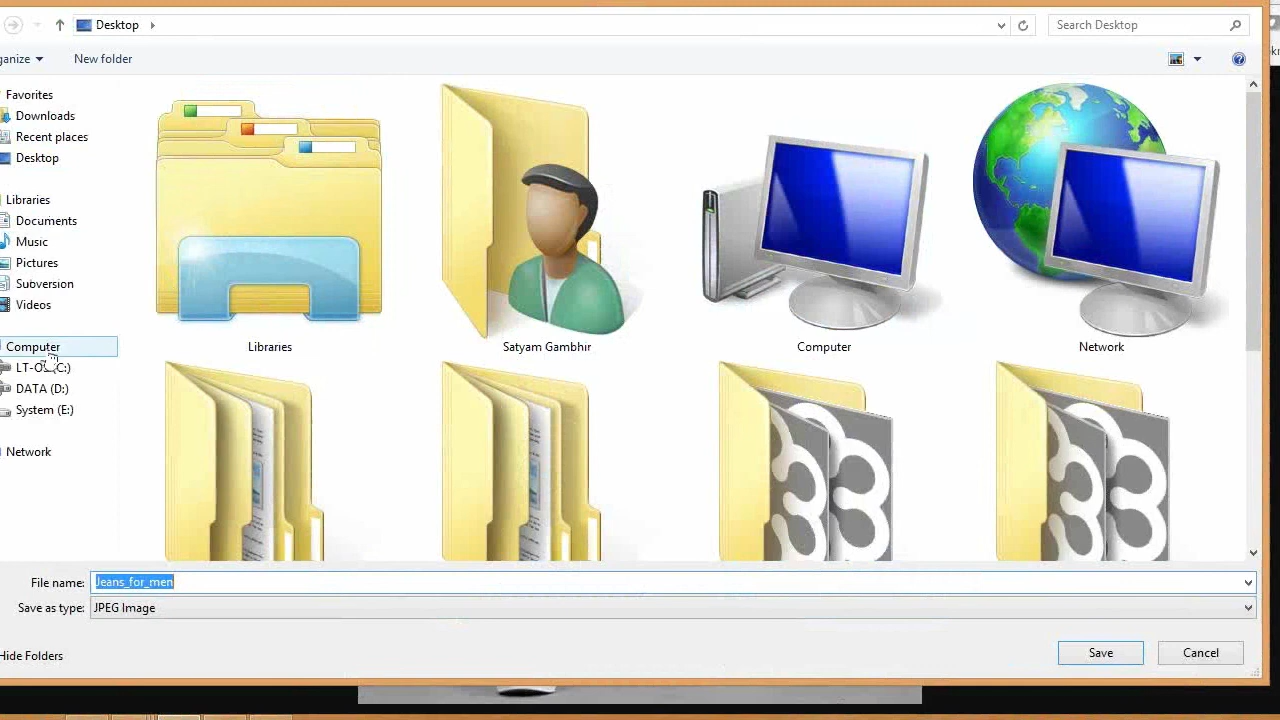 Desktop
Search Desktop
ganize
New folder
Favorites
Downloads
Recent places
Desktop
Libraries
Documents
Music
Pictures
Subversion
Videos
Computer
DATA (D:)
System (E:)
Network
Libraries
Satyam Gambhir
Computer
Network
File name:
Jeans_for_men
Save as type:
JPEG Image
Hide Folders
Save
Cancel